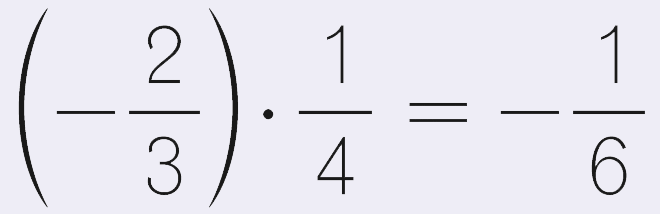 (−2/3) · 1/4 = −1/6